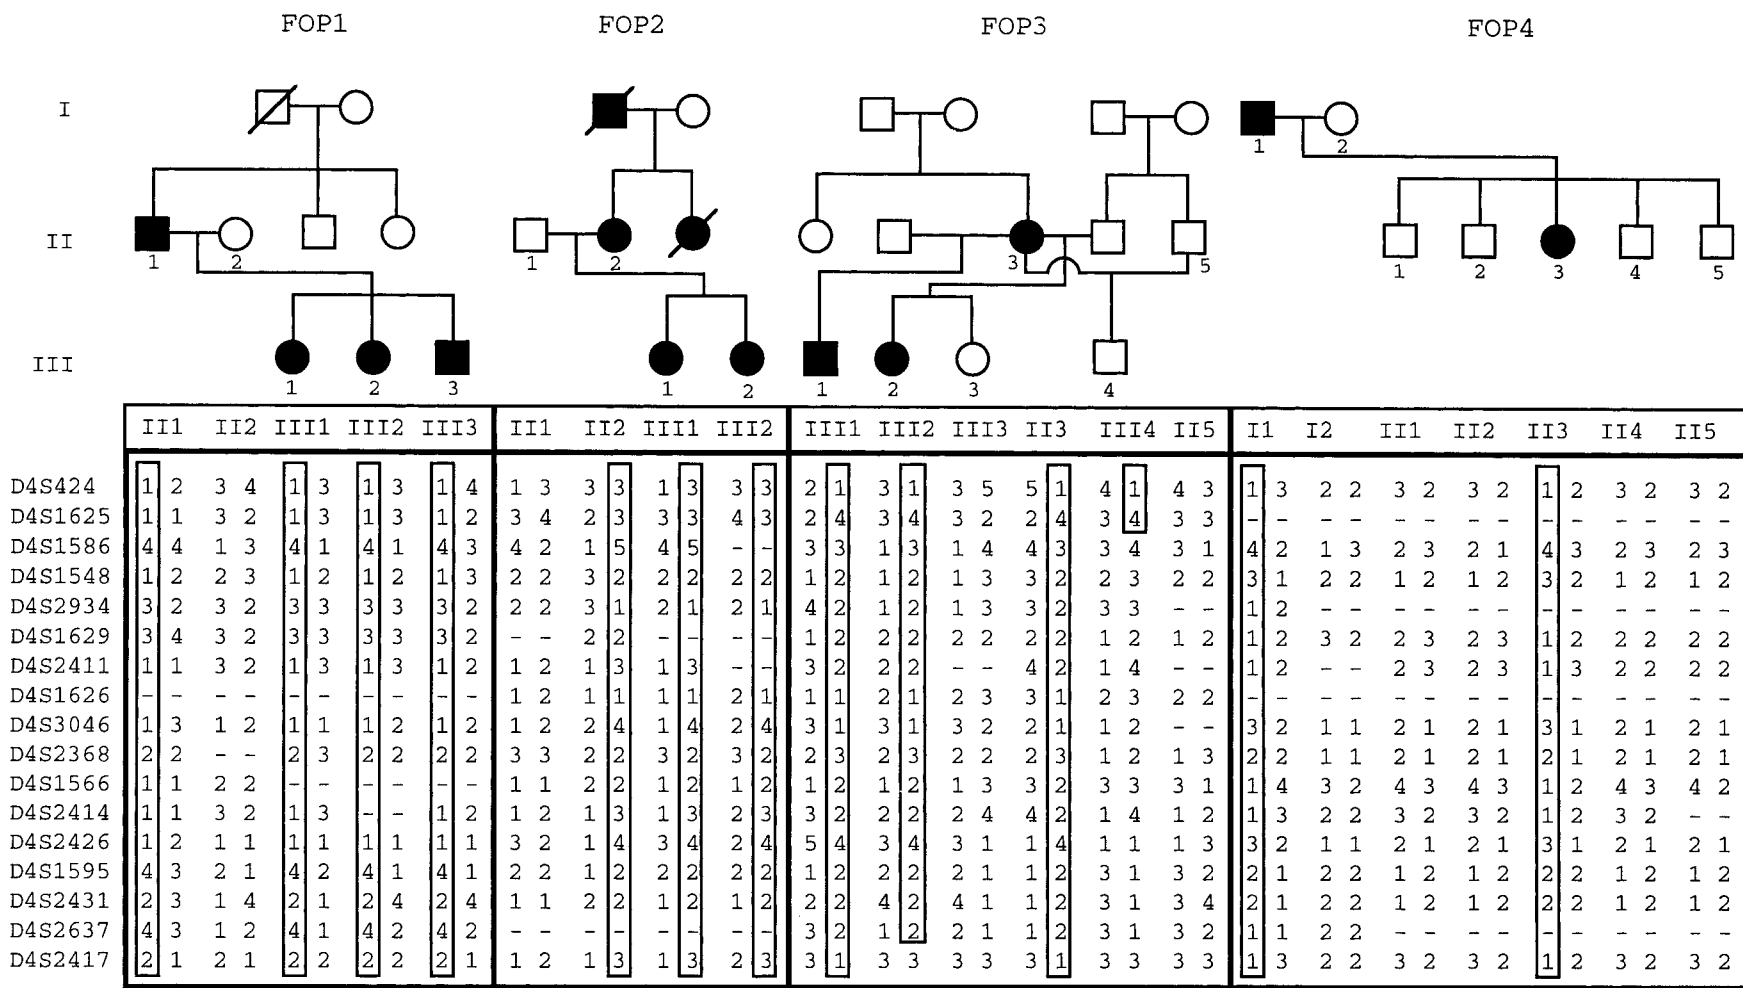 FOP1 FOP2 FOP3 FOP4
I
1 2
II
1 2 1 2 3 5 1 2 3 4 5
III
1 2 3 1 2 1 2 3 4
II1 II2 III1 III2 III3 II1 II2 III1 III2 III1 III2 III3 II3 III4 II5 I1 I2 II1 II2 II3 II4 II5
D4S424 1 2 3 4 1 3 1 3 1 4 1 3 3 3 1 3 3 3 2 1 3 1 3 5 5 1 4 1 4 3 1 3 2 2 3 2 3 2 1 2 3 2 3 2
D4S1625 1 1 3 2 1 3 1 3 1 2 3 4 2 3 3 3 4 3 2 4 3 4 3 2 2 4 3 4 3 3 - - - - - - - - - - - - - -
D4S1586 4 4 1 3 4 1 4 1 4 3 4 2 1 5 4 5 - - 3 3 1 3 1 4 4 3 3 4 3 1 4 2 1 3 2 3 2 1 4 3 2 3 2 3
D4S1548 1 2 2 3 1 2 1 2 1 3 2 2 3 2 2 2 2 2 1 2 1 2 1 3 3 2 2 3 2 2 3 1 2 2 1 2 1 2 3 2 1 2 1 2
D4S2934 3 2 3 2 3 3 3 3 3 2 2 2 3 1 2 1 2 1 4 2 1 2 1 3 3 2 3 3 - - 1 2 - - - - - - - - - - - -
D4S1629 3 4 3 2 3 3 3 3 3 2 - - 2 2 - - - - 1 2 2 2 2 2 2 2 1 2 1 2 1 2 3 2 2 3 2 3 1 2 2 2 2 2
D4S2411 1 1 3 2 1 3 1 3 1 2 1 2 1 3 1 3 - - 3 2 2 2 - - 4 2 1 4 - - 1 2 - - 2 3 2 3 1 3 2 2 2 2
D4S1626 - - - - - - - - - - 1 2 1 1 1 1 2 1 1 1 2 1 2 3 3 1 2 3 2 2 - - - - - - - - - - - - - -
D4S3046 1 3 1 2 1 1 1 2 1 2 1 2 2 4 1 4 2 4 3 1 3 1 3 2 2 1 1 2 - - 3 2 1 1 2 1 2 1 3 1 2 1 2 1
D4S2368 2 2 - - 2 3 2 2 2 2 3 3 2 2 3 2 3 2 2 3 2 3 2 2 2 3 1 2 1 3 2 2 1 1 2 1 2 1 2 1 2 1 2 1
D4S1566 1 1 2 2 - - - - - - 1 1 2 2 1 2 1 2 1 2 1 2 1 3 3 2 3 3 3 1 1 4 3 2 4 3 4 3 1 2 4 3 4 2
D4S2414 1 1 3 2 1 3 - - 1 2 1 2 1 3 1 3 2 3 3 2 2 2 2 4 4 2 1 4 1 2 1 3 2 2 3 2 3 2 1 2 3 2 - -
D4S2426 1 2 1 1 1 1 1 1 1 1 3 2 1 4 3 4 2 4 5 4 3 4 3 1 1 4 1 1 1 3 3 2 1 1 2 1 2 1 3 1 2 1 2 1
D4S1595 4 3 2 1 4 2 4 1 4 1 2 2 1 2 2 2 2 2 1 2 2 2 2 1 1 2 3 1 3 2 2 1 2 2 1 2 1 2 2 2 1 2 1 2
D4S2431 2 3 1 4 2 1 2 4 2 4 1 1 2 2 1 2 1 2 2 2 4 2 4 1 1 2 3 1 3 4 2 1 2 2 1 2 1 2 2 2 1 2 1 2
D4S2637 4 3 1 2 4 1 4 2 4 2 - - - - - - - - 3 2 1 2 2 1 1 2 3 1 3 2 1 1 2 2 - - - - - - - - - -
D4S2417 2 1 2 1 2 2 2 2 2 1 1 2 1 3 1 3 2 3 3 1 3 3 3 3 3 1 3 3 3 3 1 3 2 2 3 2 3 2 1 2 3 2 3 2